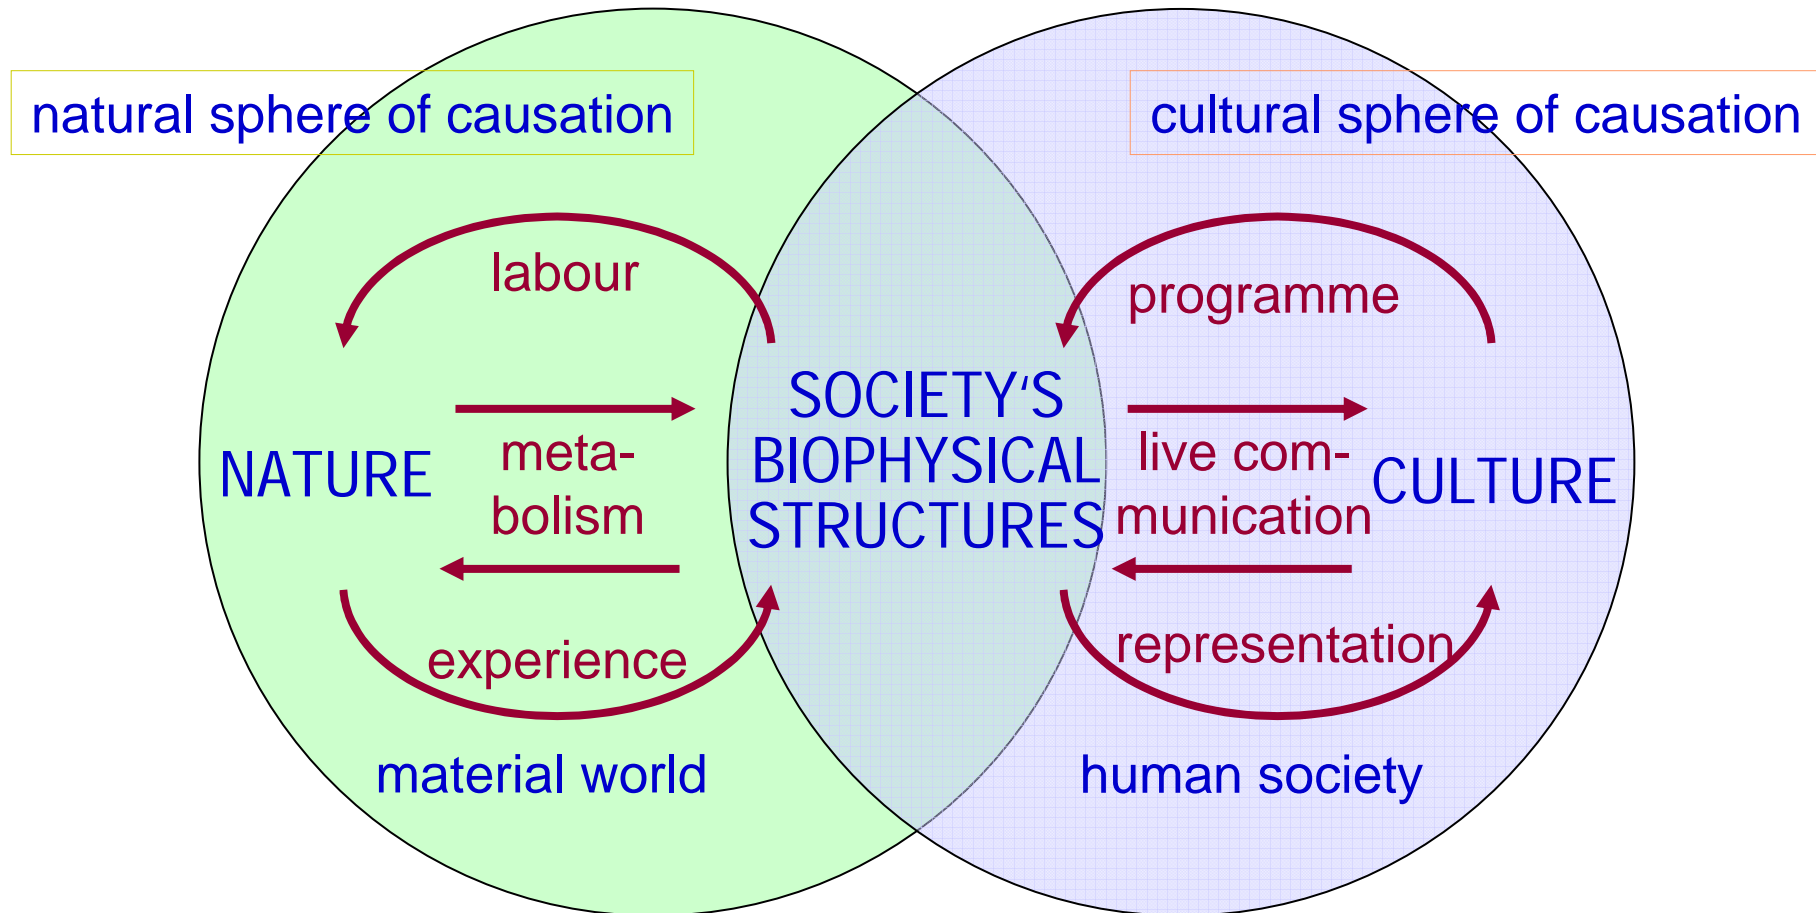 natural sphere of causation
cultural sphere of causation
labour
programme
NATURE
meta-
bolism
SOCIETY‘S
BIOPHYSICAL
STRUCTURES
live com-
munication
CULTURE
experience
representation
material world
human society